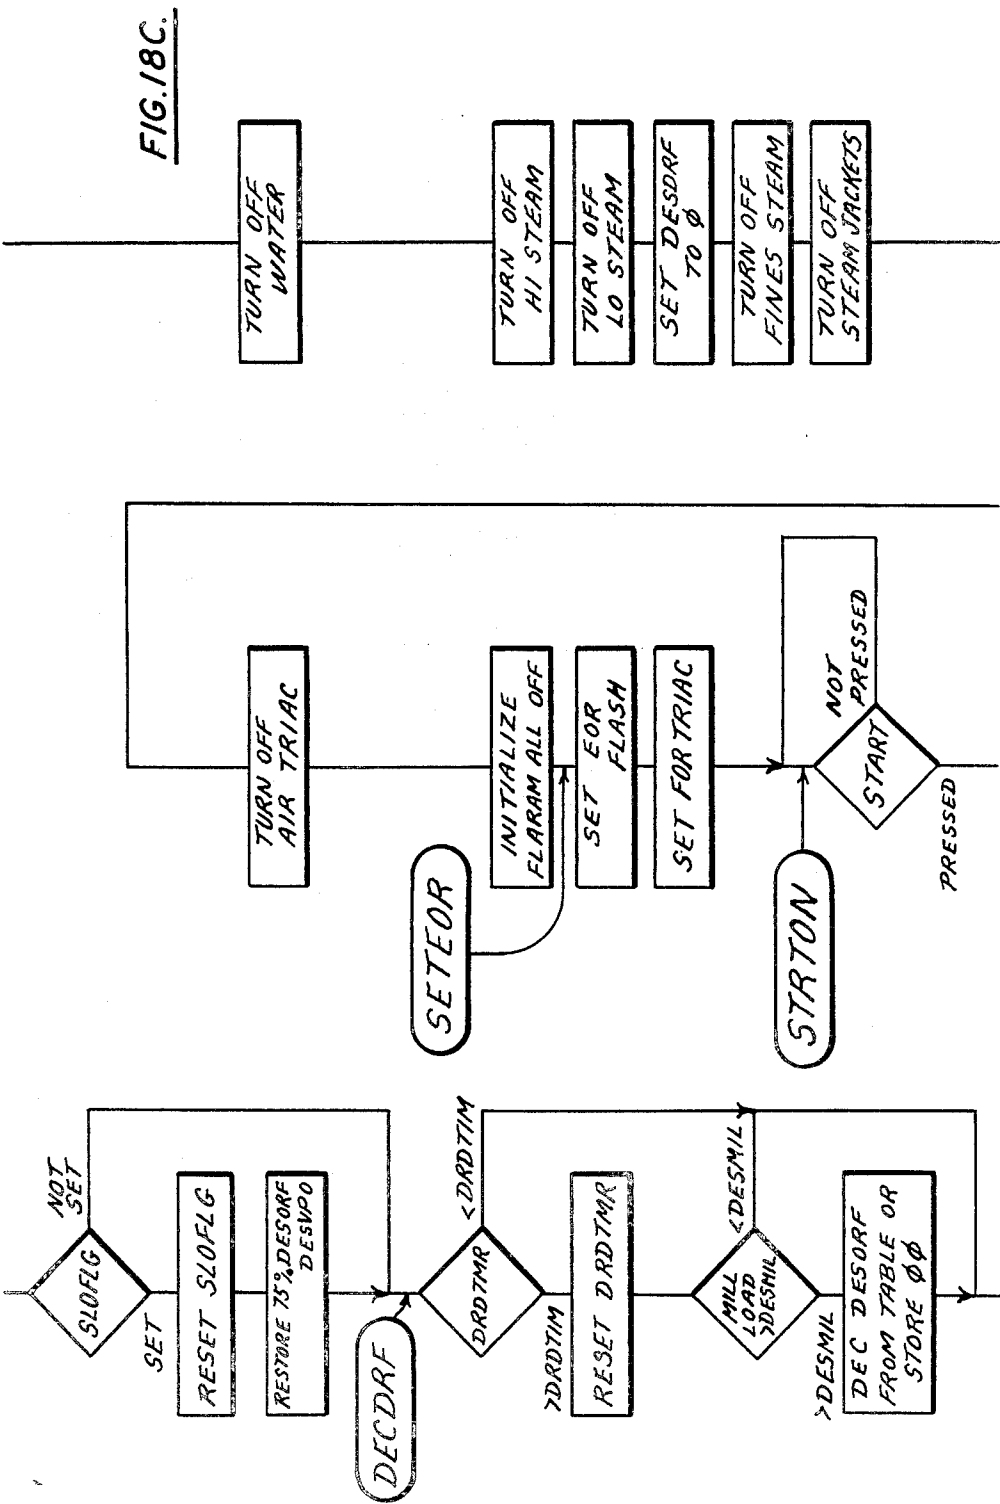 FIG.18C.
SLOFLG
NOT
SET
SET
RESET SLOFLG
RESTORE 75% DESORF
DESVPO
DECDRF
DRDTMR
<DRDTIM
>DRDTIM
RESET DRDTMR
MILL
LOAD
>DESMIL
<DESMIL
>DESMIL
DEC DESORF
FROM TABLE OR
STORE ØØ
TURN OFF
AIR TRIAC
INITIALIZE
FLARAM ALL OFF
SETEOR
SET EOR
FLASH
SET FORTRIAC
STRTON
START
NOT
PRESSED
PRESSED
TURN OFF
WATER
TURN OFF
HI STEAM
TURN OFF
LO STEAM
SET DESDRF
TO Ø
TURN OFF
FINES STEAM
TURN OFF
STEAM JACKETS